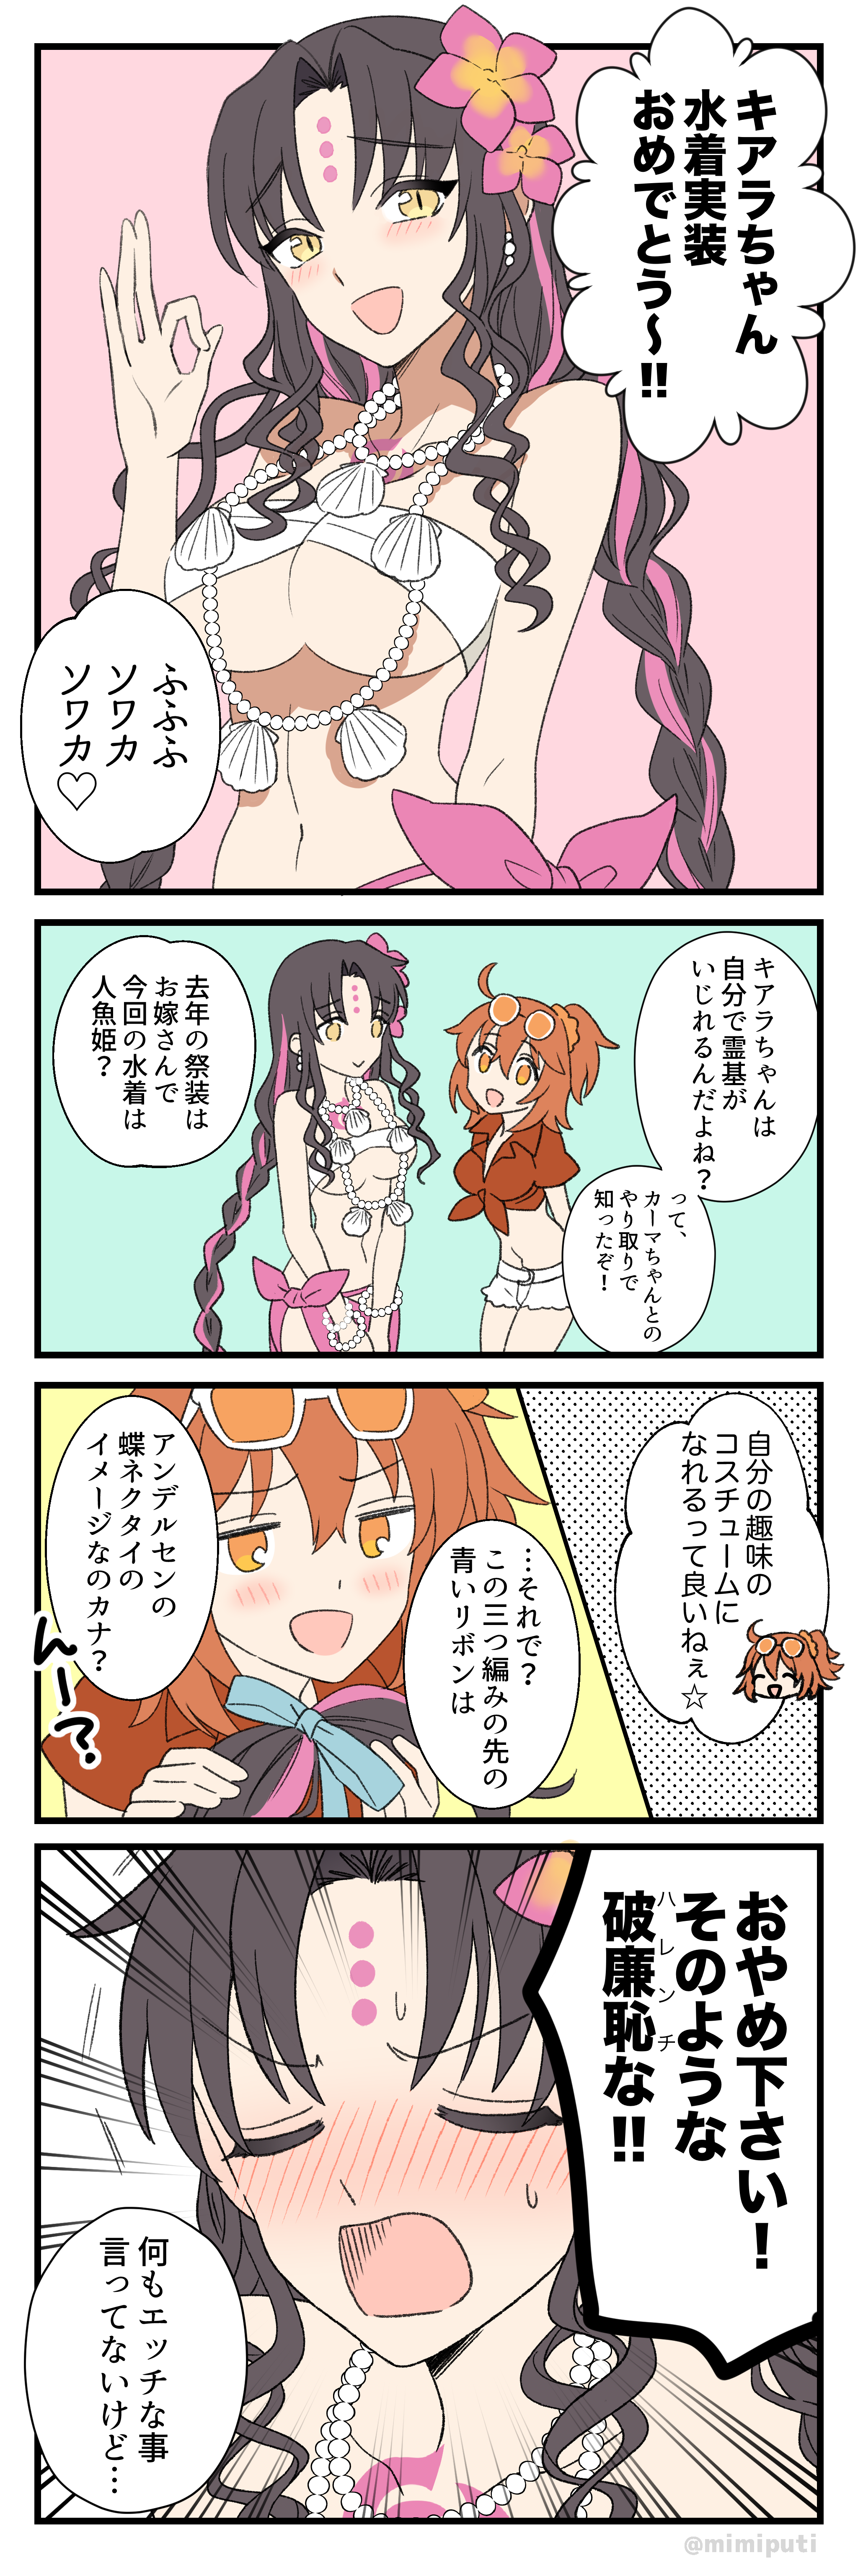 キアラちゃん
水着実装
おめでとう〜!!
ふふふ
ソワカ
ソワカ♡
キアラちゃんは
自分で霊基が
いじれるんだよね？
って、
カーマちゃんとの
やり取りで
知ったぞ！
去年の祭装は
お嫁さんで
今回の水着は
人魚姫？
自分の趣味の
コスチュームに
なれるって良いねぇ☆
…それで？
この三つ編みの先の
青いリボンは
アンデルセンの
蝶ネクタイの
イメージなのカナ？
んー？
おやめ下さい！
そのような
破廉恥な!!
ハレンチ
何もエッチな事
言ってないけど…
@mimiputi